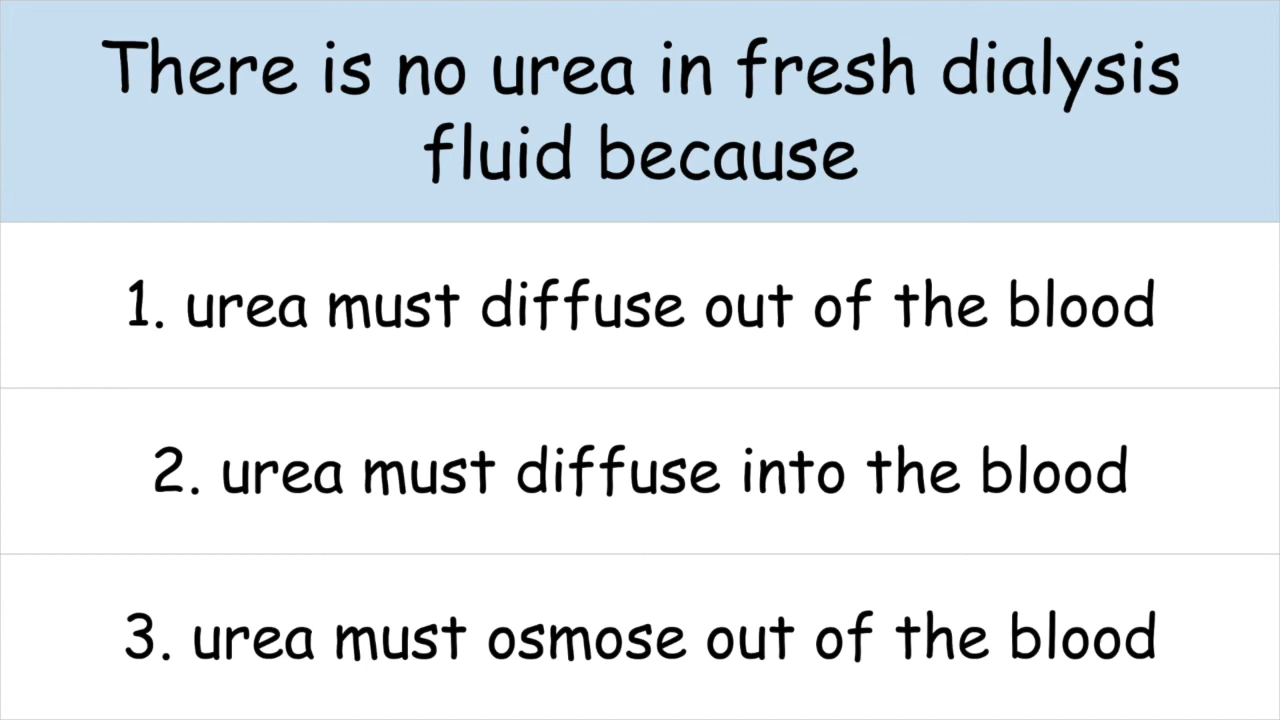 There is no urea in fresh dialysis
fluid because
1. urea must diffuse out of the blood
2. urea must diffuse into the blood
3. urea must osmose out of the blood